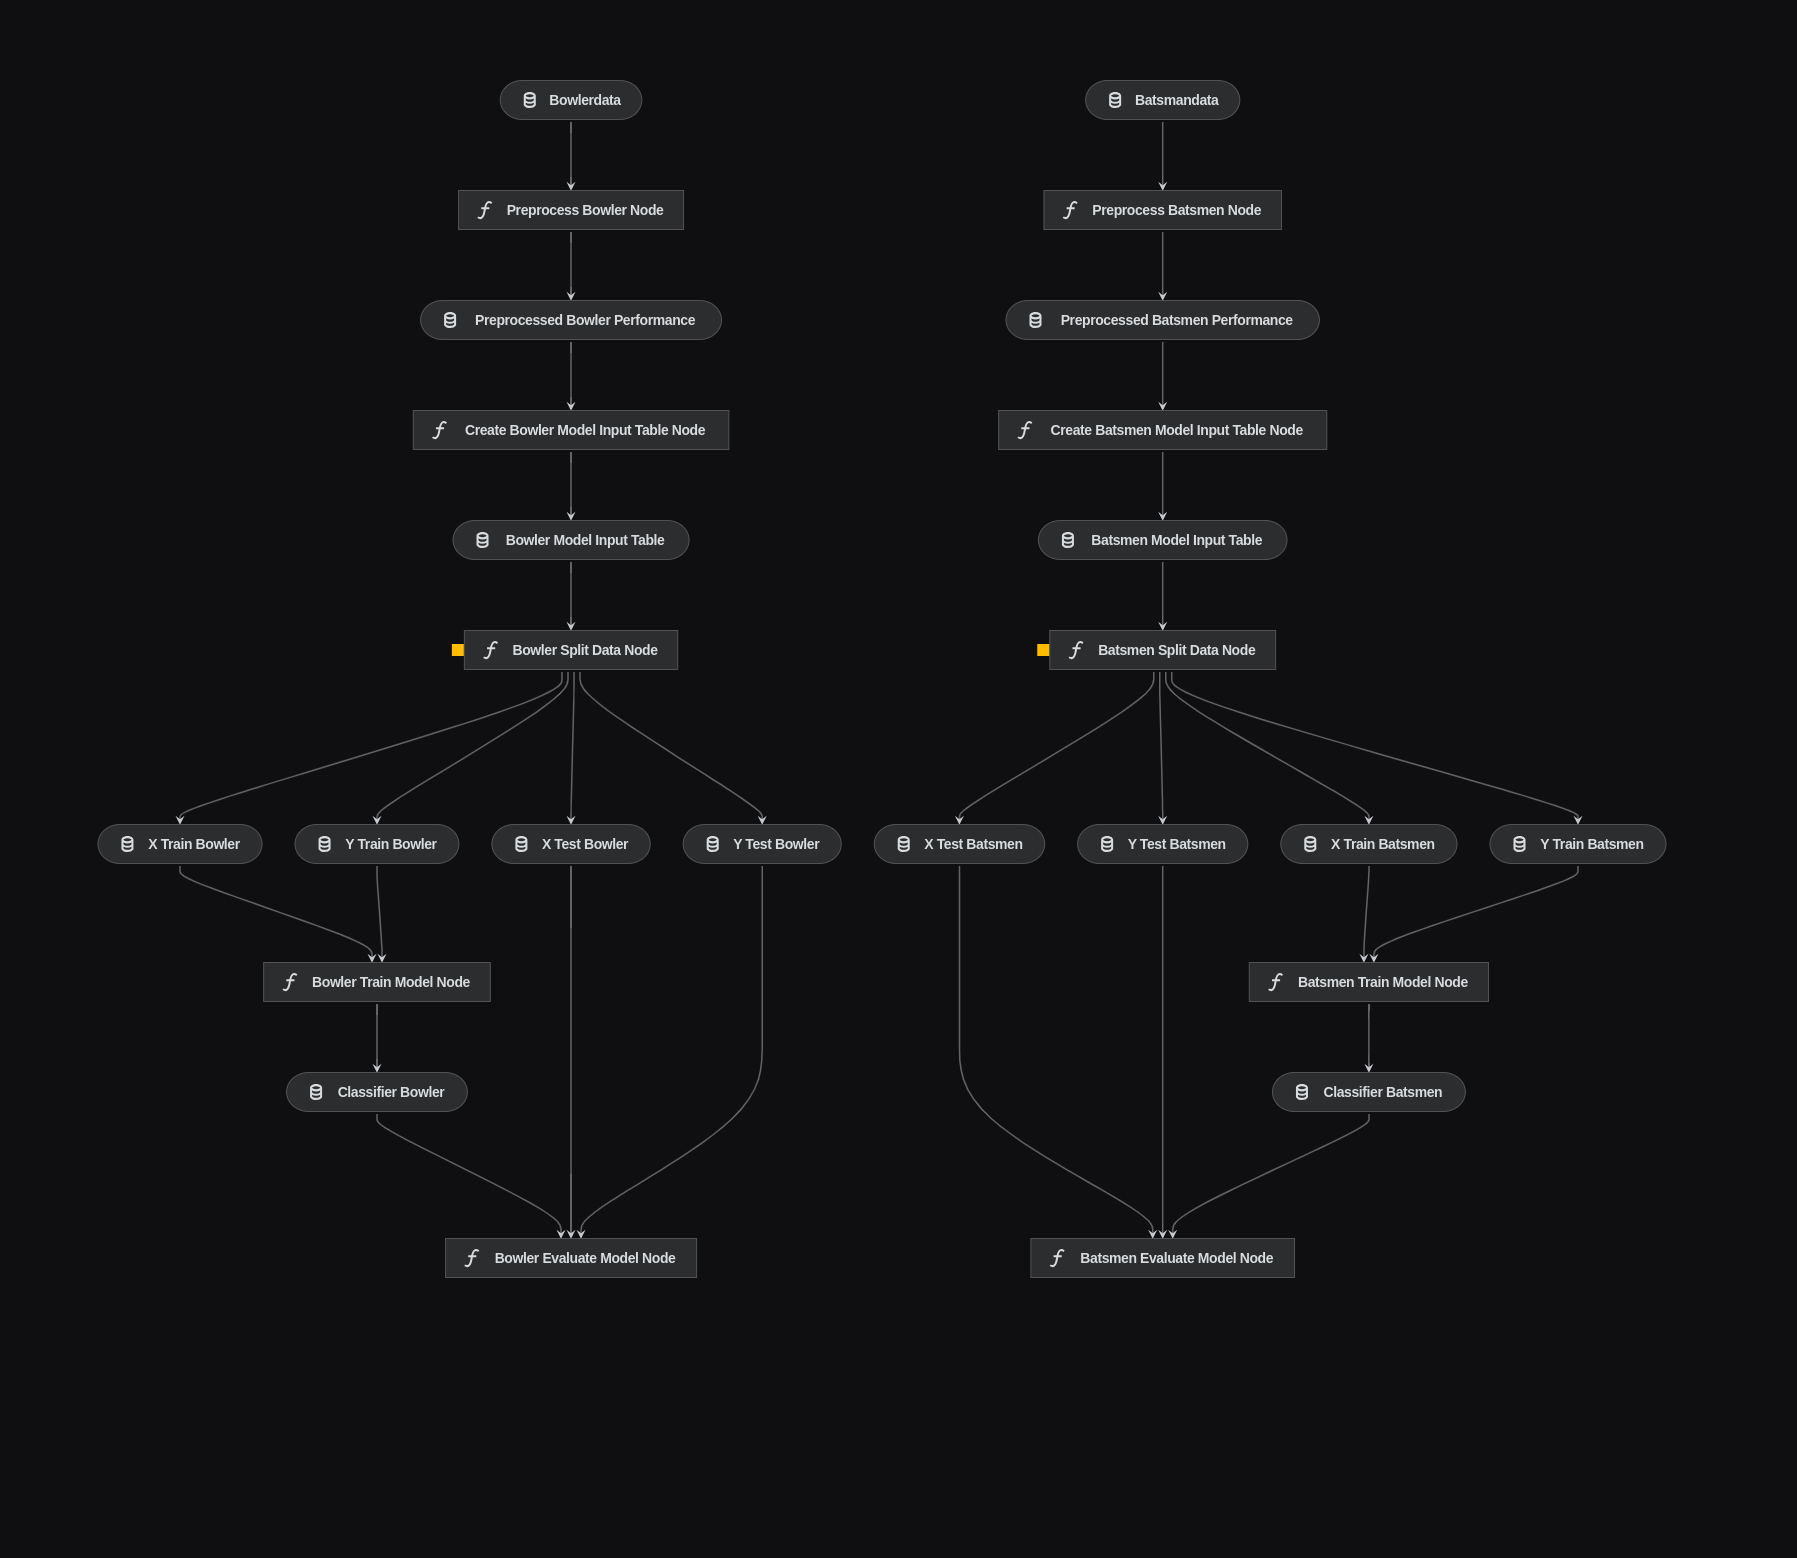 Bowlerdata
Batsmandata
Preprocess Bowler Node
Preprocess Batsmen Node
Preprocessed Bowler Performance
Preprocessed Batsmen Performance
Create Bowler Model Input Table Node
Create Batsmen Model Input Table Node
Bowler Model Input Table
Batsmen Model Input Table
Bowler Split Data Node
Batsmen Split Data Node
X Train Bowler
Y Train Bowler
X Test Bowler
Y Test Bowler
X Test Batsmen
Y Test Batsmen
X Train Batsmen
Y Train Batsmen
Bowler Train Model Node
Batsmen Train Model Node
Classifier Bowler
Classifier Batsmen
Bowler Evaluate Model Node
Batsmen Evaluate Model Node